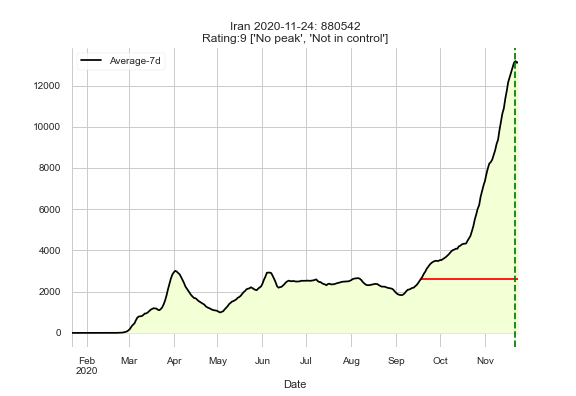 Iran 2020-11-24: 880542
Rating:9 ['No peak', 'Not in control']
Average-7d
12000
10000
8000
6000
4000
2000
0
Feb Mar Apr May Jun Jul Aug Sep Oct Nov
2020
Date